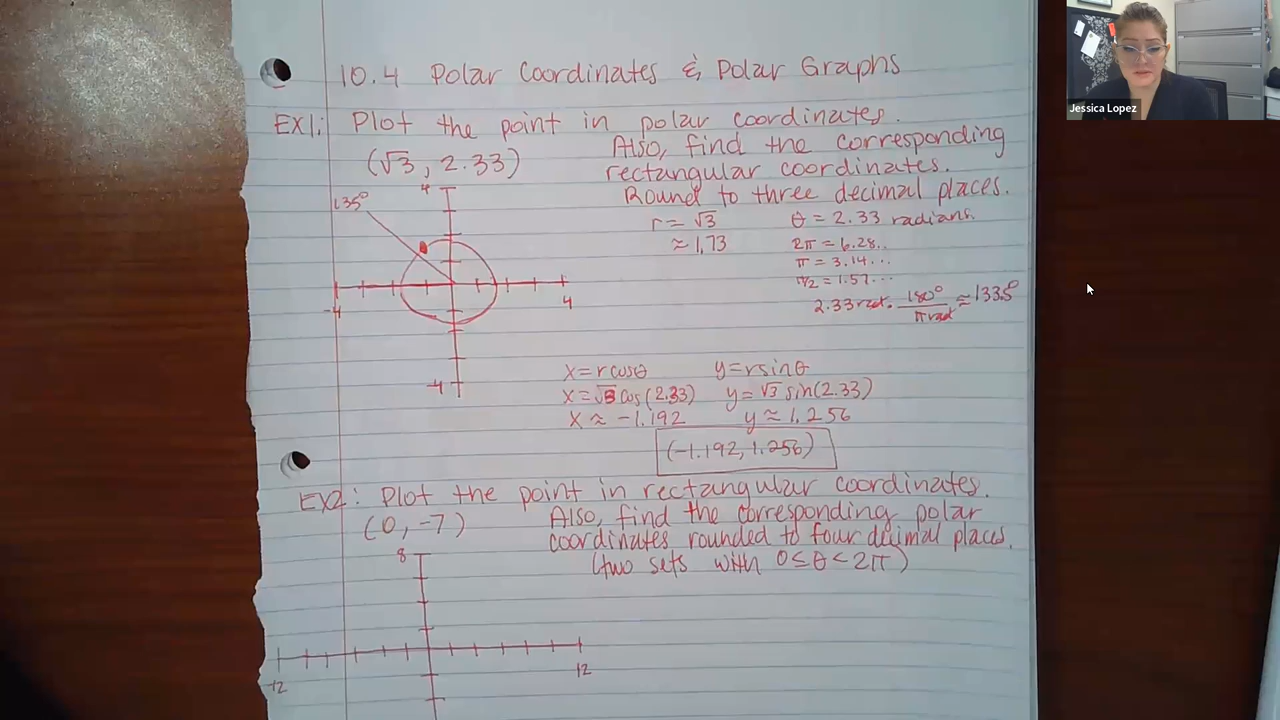 10.4 Polar Coordinates & Polar Graphs
EX1: Plot the point in polar coordinates.
(√3, 2.33)
Also, find the corresponding
rectangular coordinates.
Round to three decimal places.
r = √3
≈ 1.73
θ = 2.33 radians.
2π = 6.28..
π = 3.14...
π/2 = 1.57...
2.33 rad. 180°/π rad ≈ 133.5°
135°
4
-4
4
-4
x = r cosθ
y = r sinθ
x = √3 cos(2.33)
y = √3 sin(2.33)
x ≈ -1.192
y ≈ 1.256
(-1.192, 1.256)
EX2: Plot the point in rectangular coordinates.
(0, -7)
Also, find the corresponding polar
coordinates rounded to four decimal places.
(two sets with 0 ≤ θ < 2π)
8
-12
12
Jessica Lopez